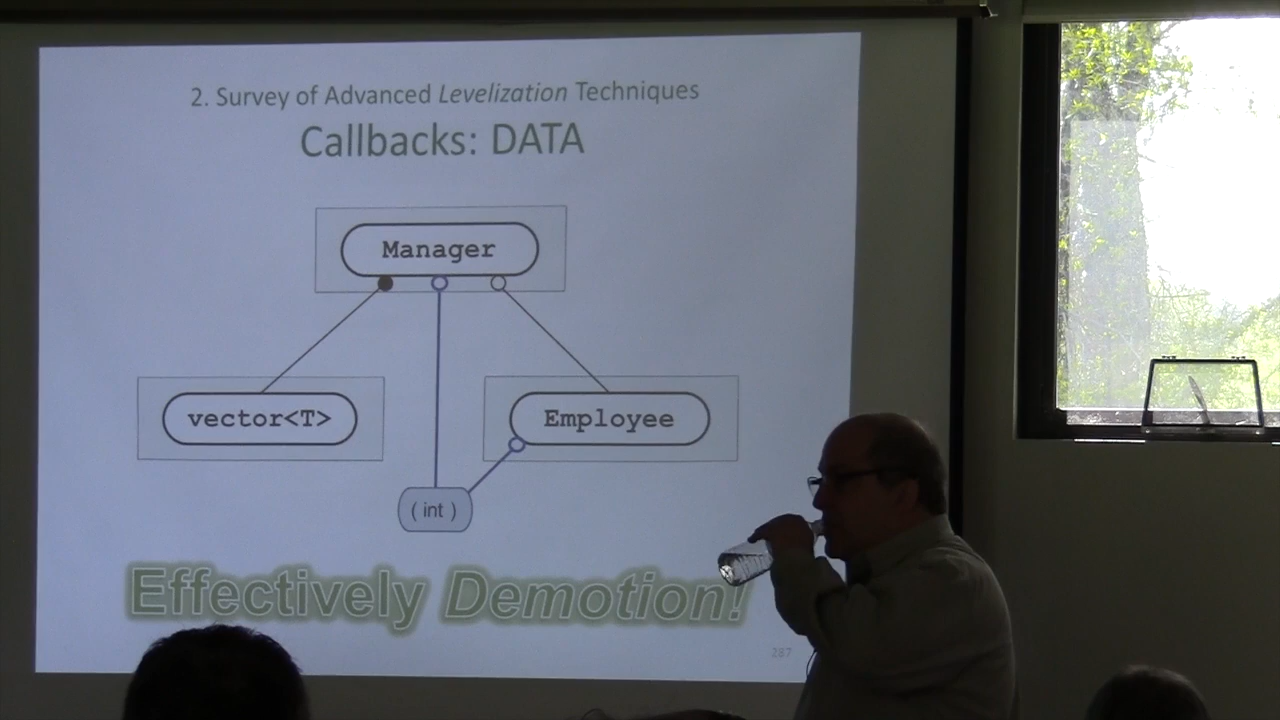 2. Survey of Advanced Levelization Techniques
Callbacks: DATA
Manager
vector<T>
Employee
( int )
Effectively Demotion!
287